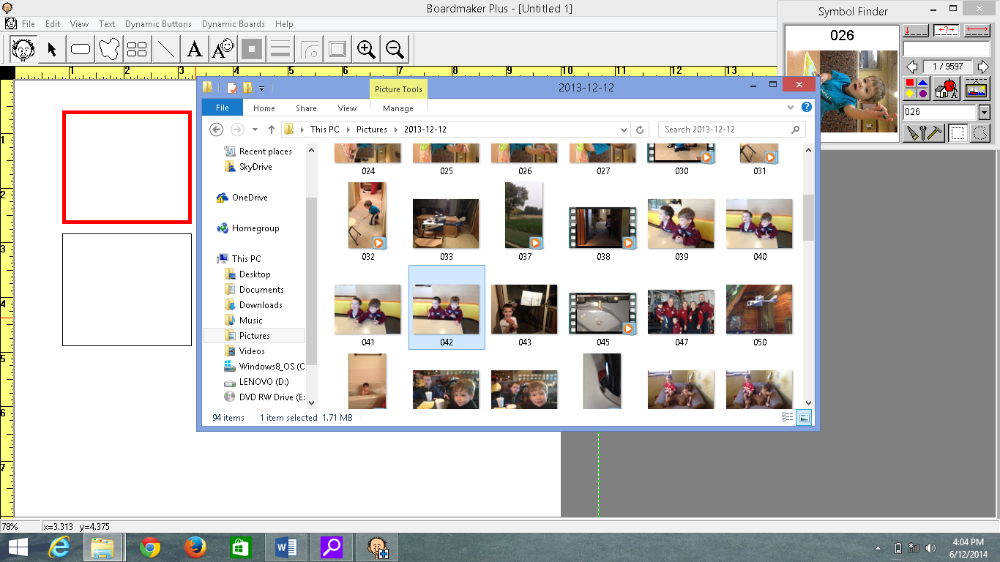 Boardmaker Plus - [Untitled 1]
File Edit View Text Dynamic Buttons Dynamic Boards Help
Symbol Finder
026
<?>
1 / 9597
026
A A
1 2 3 4 5 6 7 8 9 10 11 12 13
1
2
3
4
5
6
7
Picture Tools
2013-12-12
File Home Share View Manage
This PC Pictures 2013-12-12
Search 2013-12-12
Recent places
SkyDrive
OneDrive
Homegroup
This PC
Desktop
Documents
Downloads
Music
Pictures
Videos
Windows8_OS (C
LENOVO (D:)
DVD RW Drive (E:
024 025 026 027 030 031
032 033 037 038 039 040
041 042 043 045 047 050
94 items 1 item selected 1.71 MB
78% x=3.313 y=4.375
4:04 PM
6/12/2014